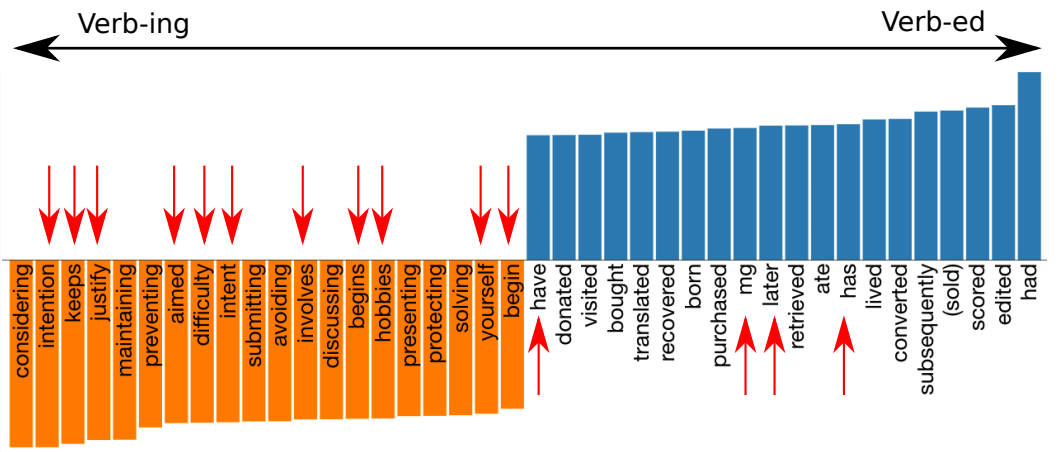 Verb-ing
Verb-ed
considering
intention
keeps
justify
maintaining
preventing
aimed
difficulty
intent
submitting
avoiding
involves
discussing
begins
hobbies
presenting
protecting
solving
yourself
begin
have
donated
visited
bought
translated
recovered
born
purchased
mg
later
retrieved
ate
has
lived
converted
subsequently
(sold)
scored
edited
had